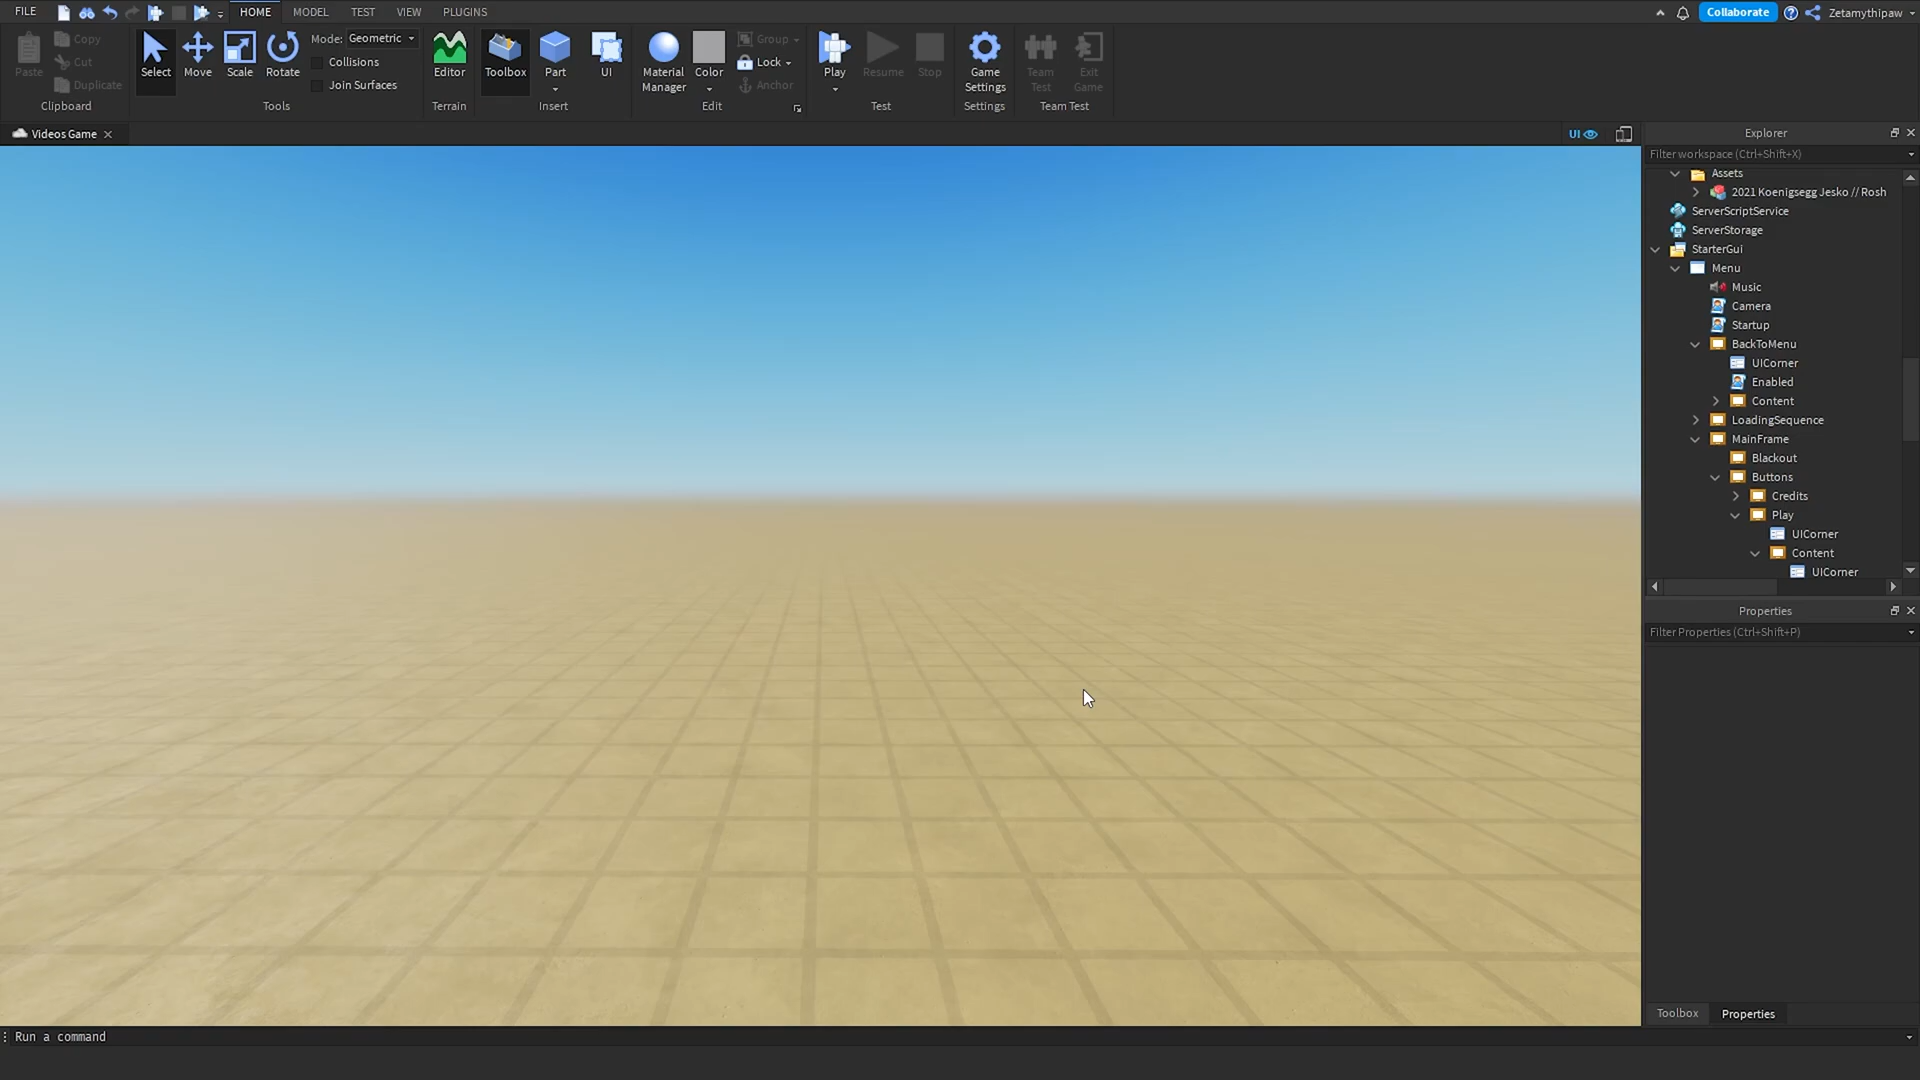 FILE
HOME
MODEL
TEST
VIEW
PLUGINS
Collaborate
Zetamythipaw
Paste
Copy
Cut
Duplicate
Clipboard
Select
Move
Scale
Rotate
Mode: Geometric
Collisions
Join Surfaces
Tools
Editor
Terrain
Toolbox
Part
UI
Insert
Material
Manager
Color
Group
Lock
Anchor
Edit
Play
Resume
Stop
Test
Game
Settings
Settings
Team
Test
Exit
Game
Team Test
Videos Game
UI
Explorer
Filter workspace (Ctrl+Shift+X)
Assets
2021 Koenigsegg Jesko // Rosh
ServerScriptService
ServerStorage
StarterGui
Menu
Music
Camera
Startup
BackToMenu
UICorner
Enabled
Content
LoadingSequence
MainFrame
Blackout
Buttons
Credits
Play
UICorner
Content
UICorner
Properties
Filter Properties (Ctrl+Shift+P)
Toolbox
Properties
Run a command